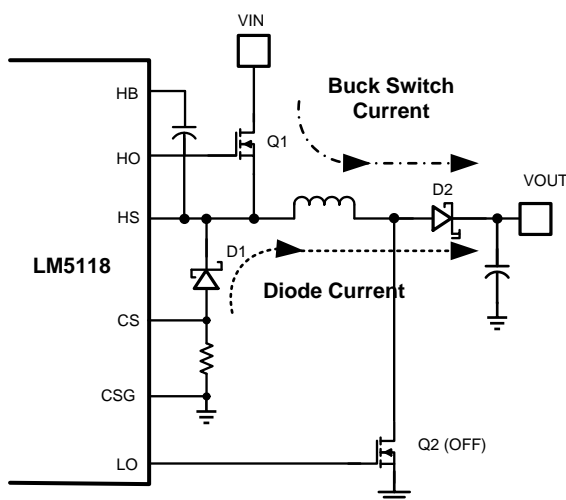 VIN
HB
Buck Switch
Current
HO
Q1
VOUT
D2
HS
D1
LM5118
Diode Current
CS
CSG
Q2 (OFF)
LO